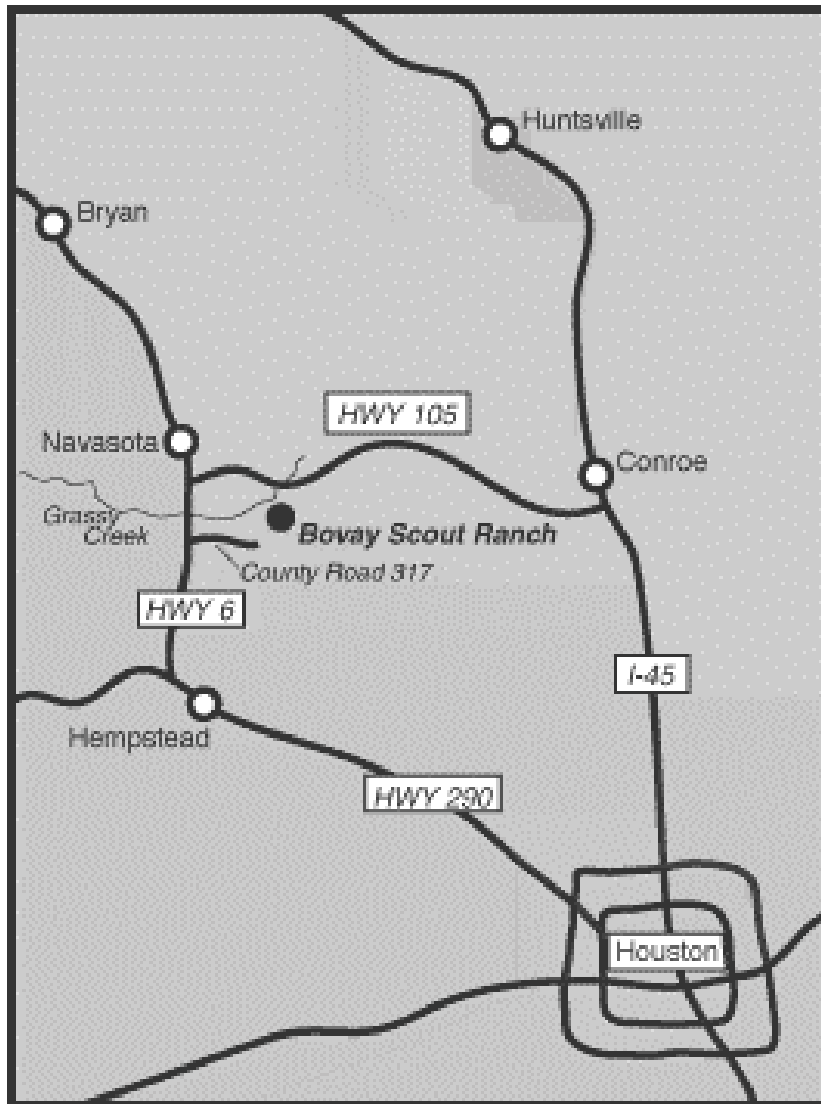 Huntsville
Bryan
HWY 105
Navasota
Conroe
Grassy
Creek
Bovay Scout Ranch
County Road 317
HWY 6
I-45
Hempstead
HWY 290
Houston